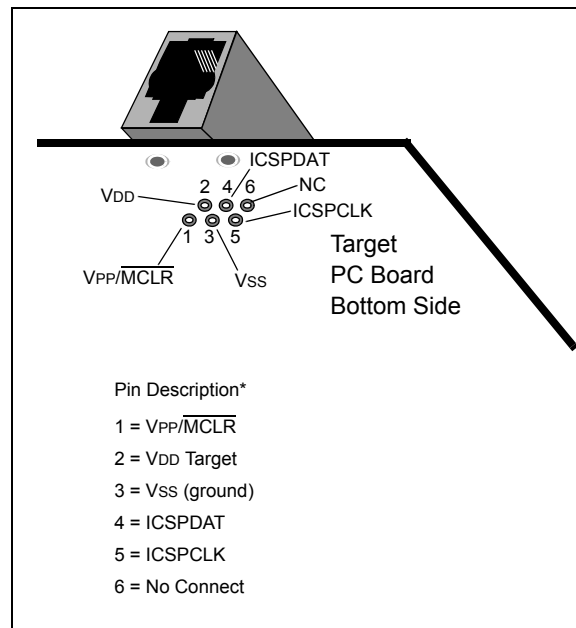 ICSPDAT
2 4 6 NC
VDD
ICSPCLK
1 3 5
Target
VPP/MCLR VSS
PC Board
Bottom Side
Pin Description*
1 = VPP/MCLR
2 = VDD Target
3 = VSS (ground)
4 = ICSPDAT
5 = ICSPCLK
6 = No Connect